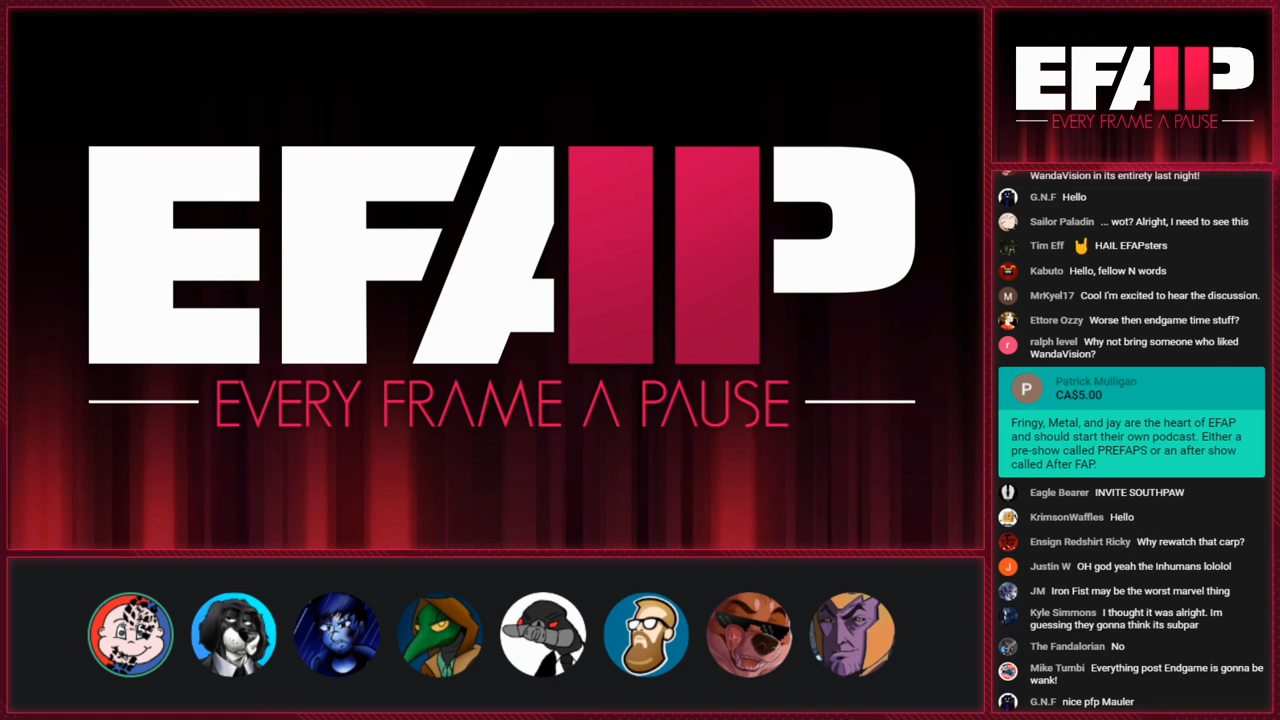 EFAP
EVERY FRAME A PAUSE
EFAP
EVERY FRAME A PAUSE
WandaVision in its entirety last night!
G.N.F Hello
Sailor Paladin ... wot? Alright, I need to see this
Tim Eff 🤘 HAIL EFAPsters
Kabuto Hello, fellow N words
MrKyel17 Cool I'm excited to hear the discussion.
Ettore Ozzy Worse then endgame time stuff?
ralph level Why not bring someone who liked
WandaVision?
P
Patrick Mulligan
CA$5.00
Fringy, Metal, and jay are the heart of EFAP
and should start their own podcast. Either a
pre-show called PREFAPS or an after show
called After FAP.
Eagle Bearer INVITE SOUTHPAW
KrimsonWaffles Hello
Ensign Redshirt Ricky Why rewatch that carp?
Justin W OH god yeah the Inhumans lololol
JM Iron Fist may be the worst marvel thing
Kyle Simmons I thought it was alright. Im
guessing they gonna think its subpar
The Fandalorian No
Mike Tumbi Everything post Endgame is gonna be
wank!
G.N.F nice pfp Mauler